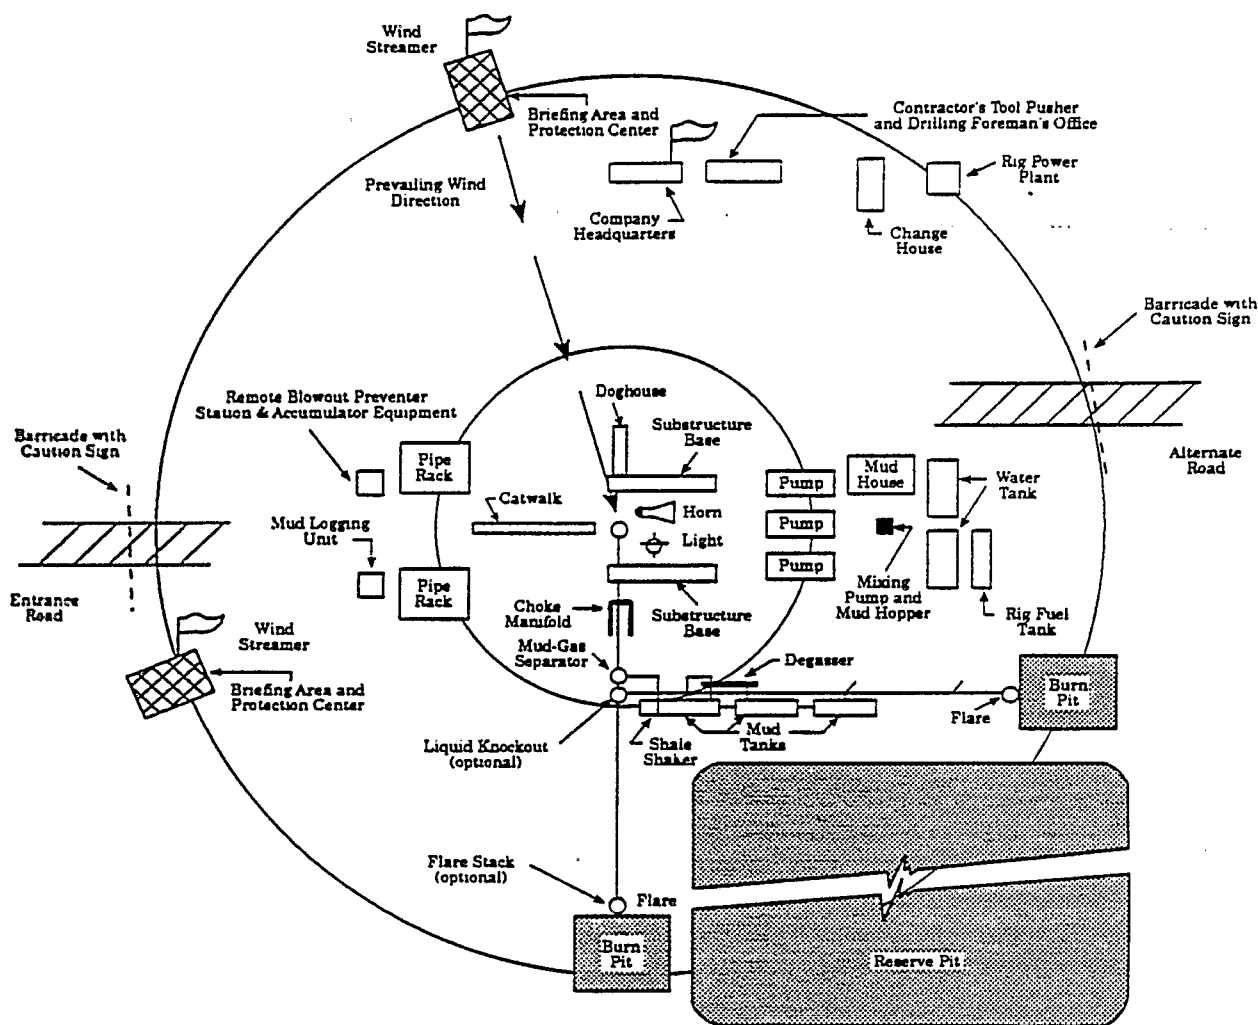 Wind
Streamer
Briefing Area and
Protection Center
Contractor's Tool Pusher
and Drilling Foreman's Office
Rig Power
Plant
Prevailing Wind
Direction
Company
Headquarters
Change
House
Barricade with
Caution Sign
Remote Blowout Preventer
Station & Accumulator Equipment
Doghouse
Substructure
Base
Barricade with
Caution Sign
Pipe
Rack
Pump
Mud
House
Water
Tank
Alternate
Road
Catwalk
Horn
Pump
Mud Logging
Unit
Light
Pump
Mixing
Pump and
Mud Hopper
Entrance
Road
Pipe
Rack
Choke
Manifold
Substructure
Base
Rig Fuel
Tank
Wind
Streamer
Mud-Gas
Separator
Degasser
Briefing Area and
Protection Center
Burn
Pit
Flare
Liquid Knockout
(optional)
Shale
Shaker
Mud
Tanks
Flare Stack
(optional)
Flare
Burn
Pit
Reserve Pit